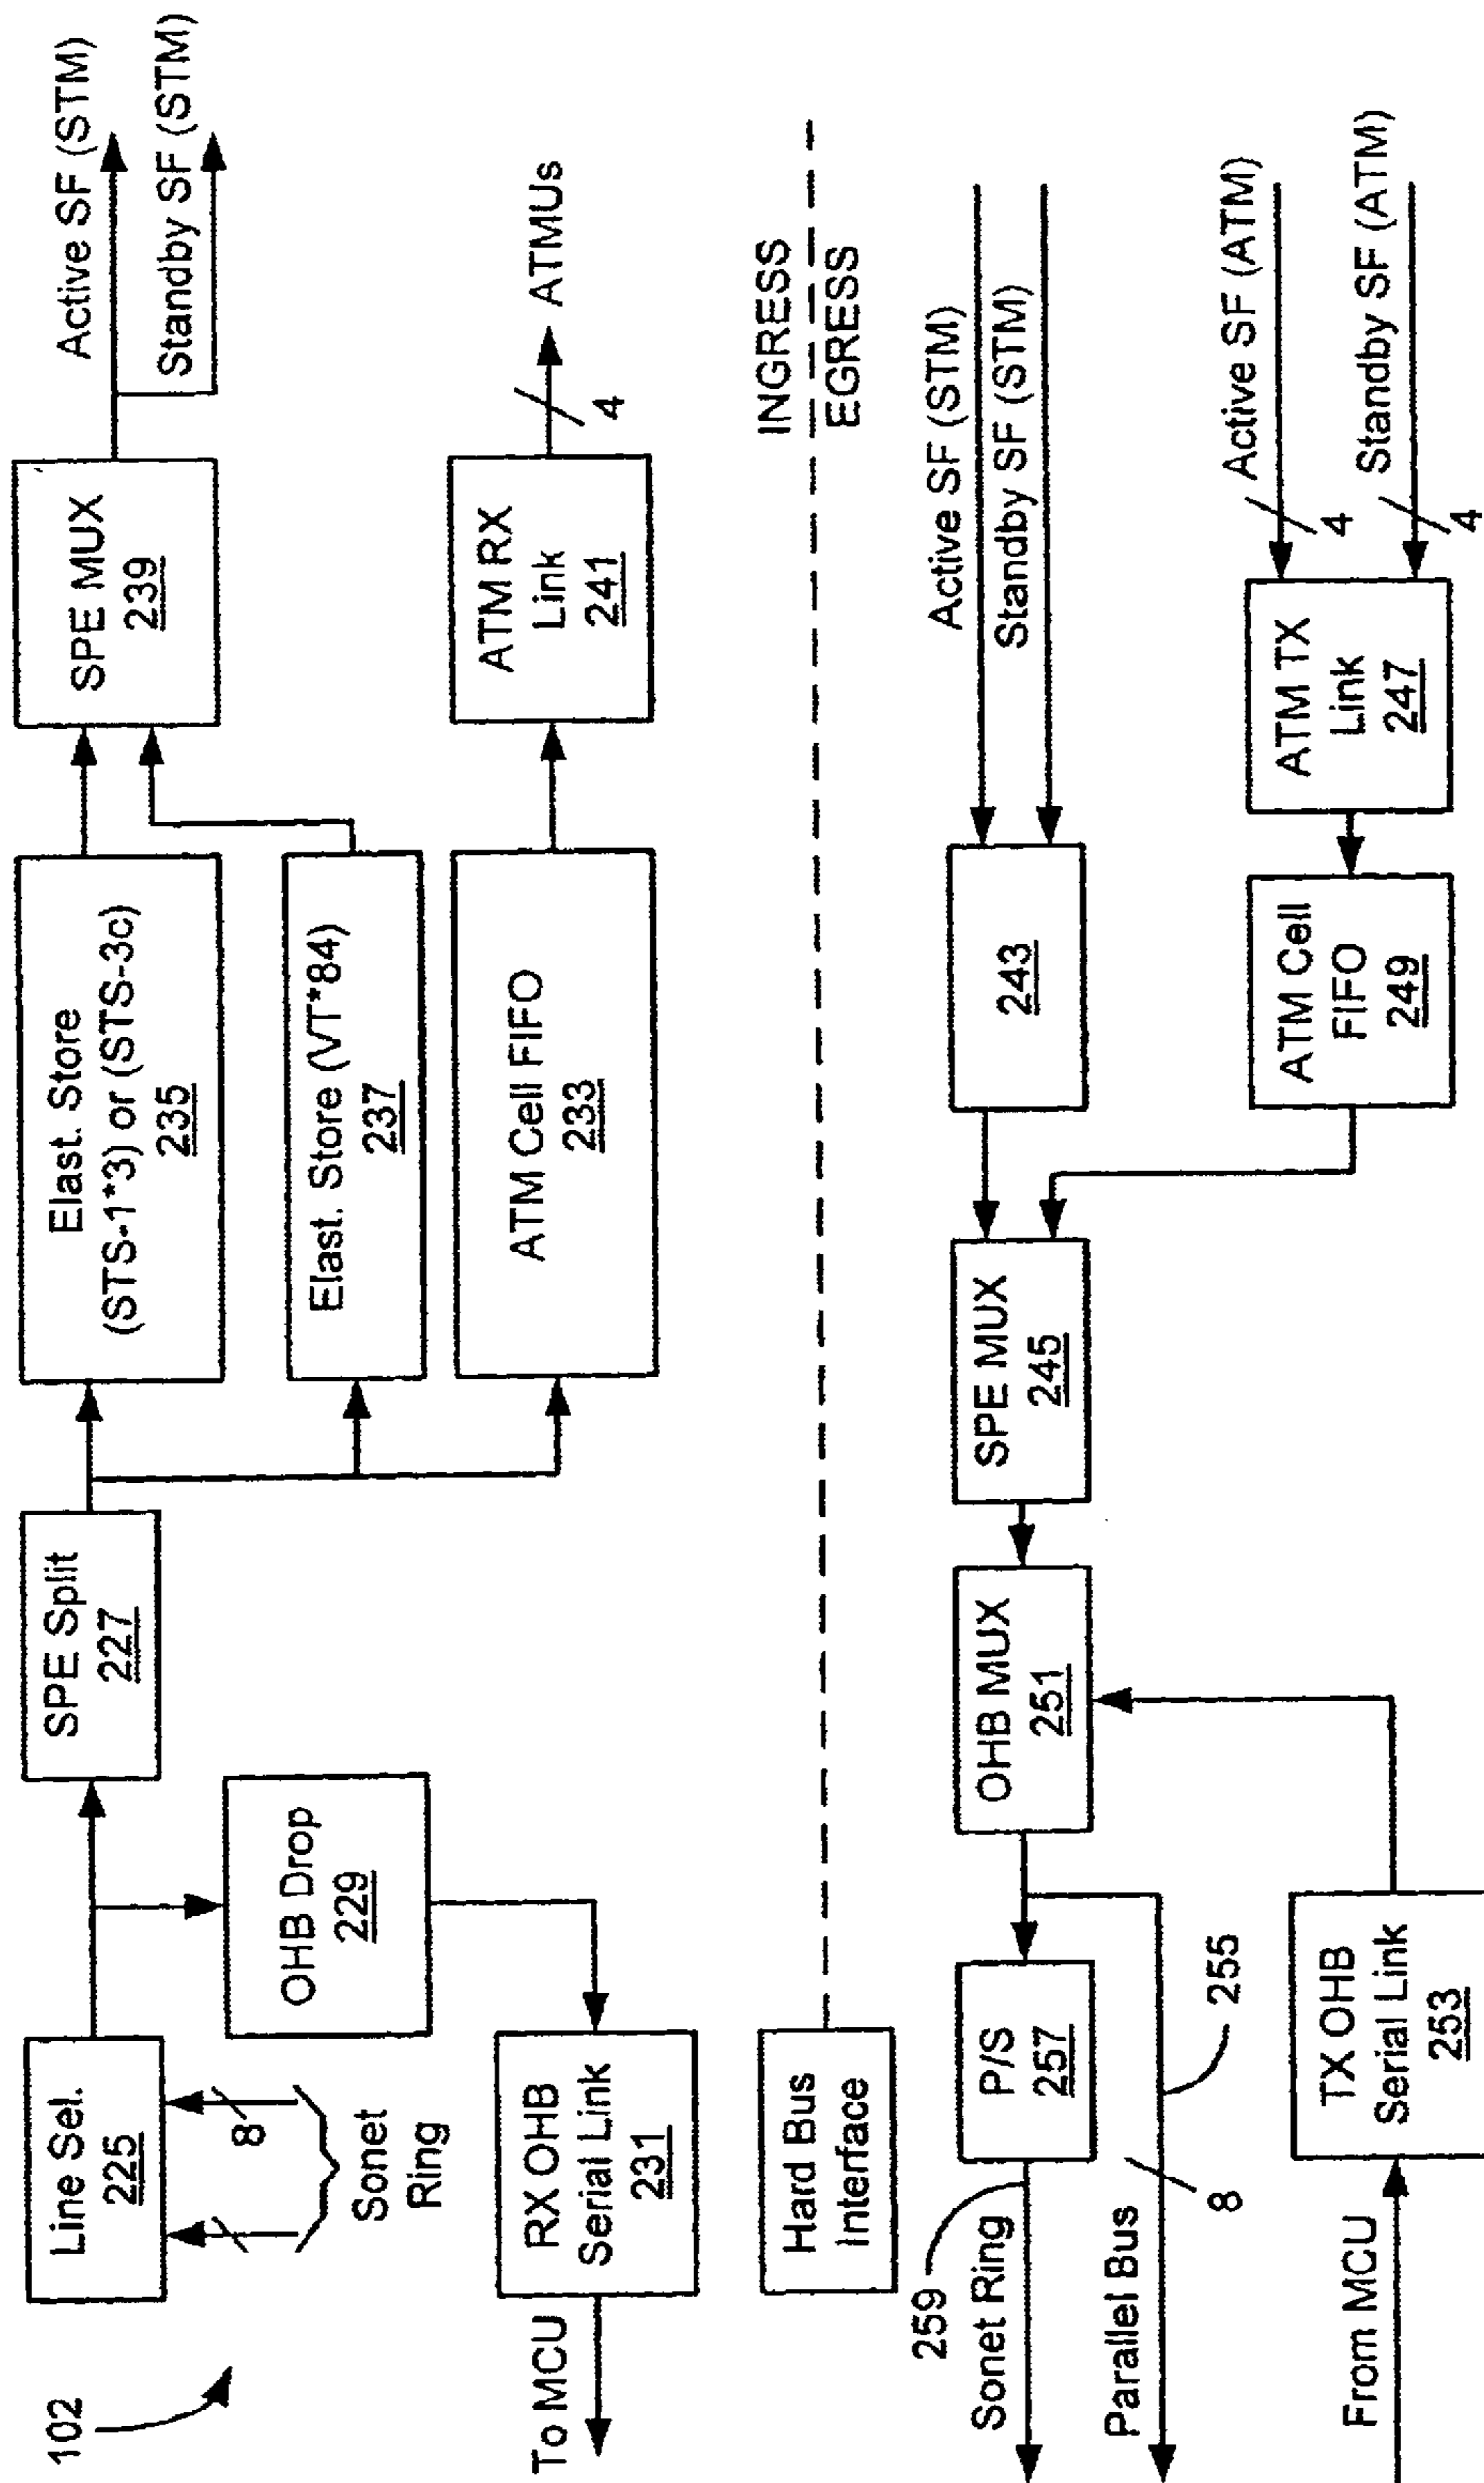 102
Line Sel.
225
8
8
Sonet
Ring
SPE Split
227
OHB Drop
229
RX OHB
Serial Link
231
To MCU
Elast. Store
(STS-1*3) or (STS-3c)
235
Elast. Store (VT*84)
237
ATM Cell FIFO
233
SPE MUX
239
Active SF (STM)
Standby SF (STM)
ATM RX
Link
241
4
ATMUs
Hard Bus
Interface
INGRESS
EGRESS
259
Sonet Ring
P/S
257
Parallel Bus
8
255
From MCU
TX OHB
Serial Link
253
OHB MUX
251
SPE MUX
245
243
Active SF (STM)
Standby SF (STM)
ATM Cell
FIFO
249
ATM TX
Link
247
4
Active SF (ATM)
4
Standby SF (ATM)